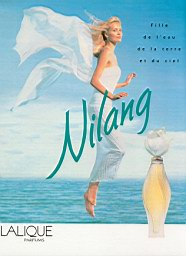 fille
de l'eau
de la terre
et du ciel
Nilang
LALIQUE
PARFUMS